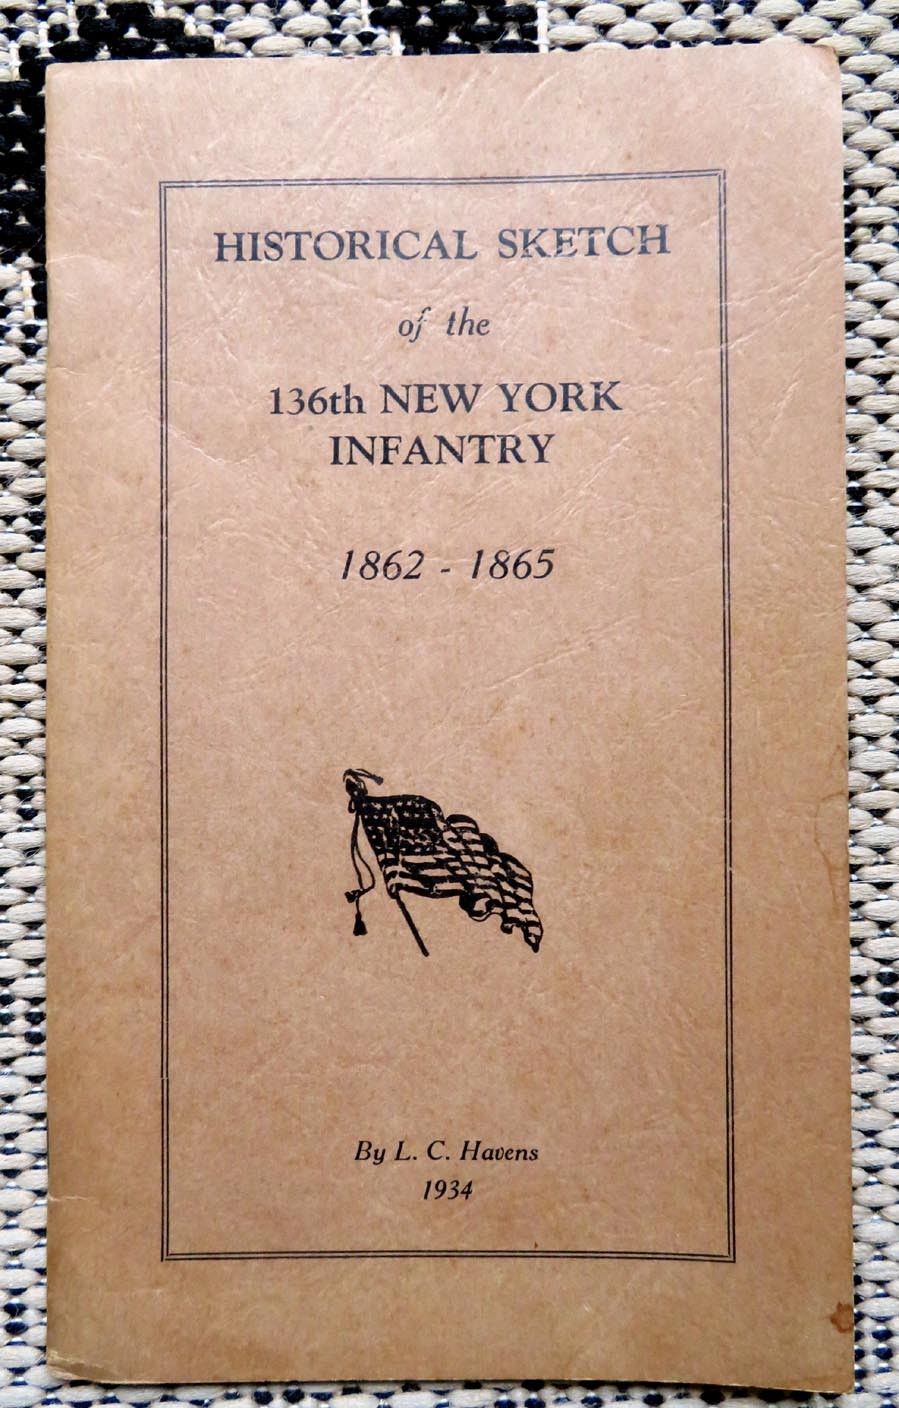 HISTORICAL SKETCH
of the
136th NEW YORK
INFANTRY
1862 - 1865
By L. C. Havens
1934